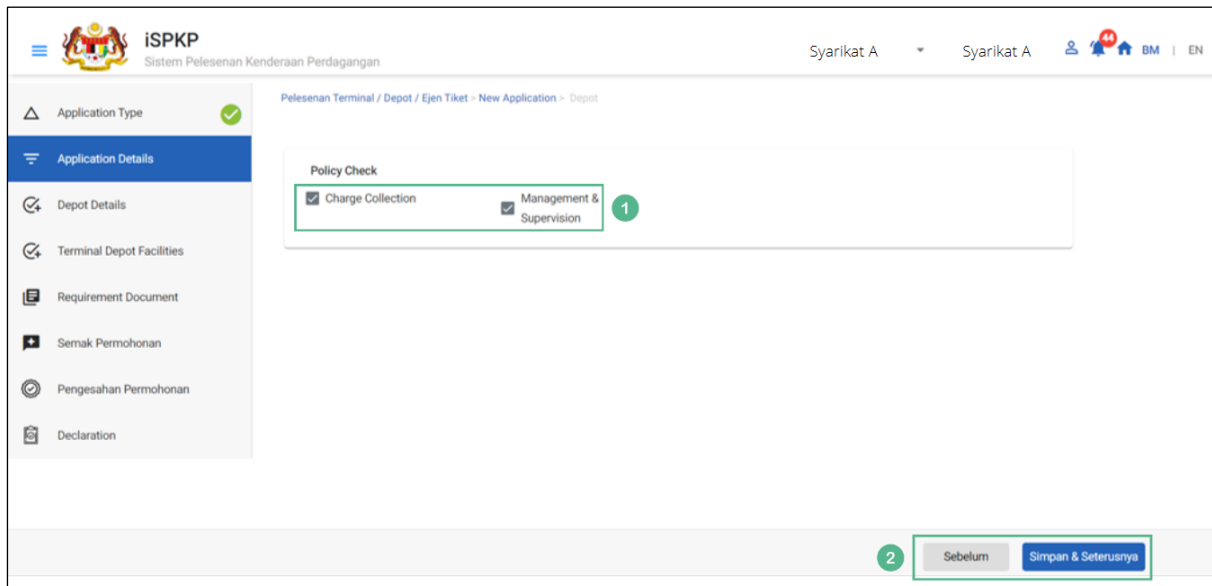 iSPKP
Sistem Pelesenan Kenderaan Perdagangan
Syarikat A
Syarikat A
44
BM | EN
Pelesenan Terminal / Depot / Ejen Tiket > New Application > Depot
Application Type
Application Details
Depot Details
Terminal Depot Facilities
Requirement Document
Semak Permohonan
Pengesahan Permohonan
Declaration
Policy Check
Charge Collection
Management &
Supervision
1
2
Sebelum
Simpan & Seterusnya